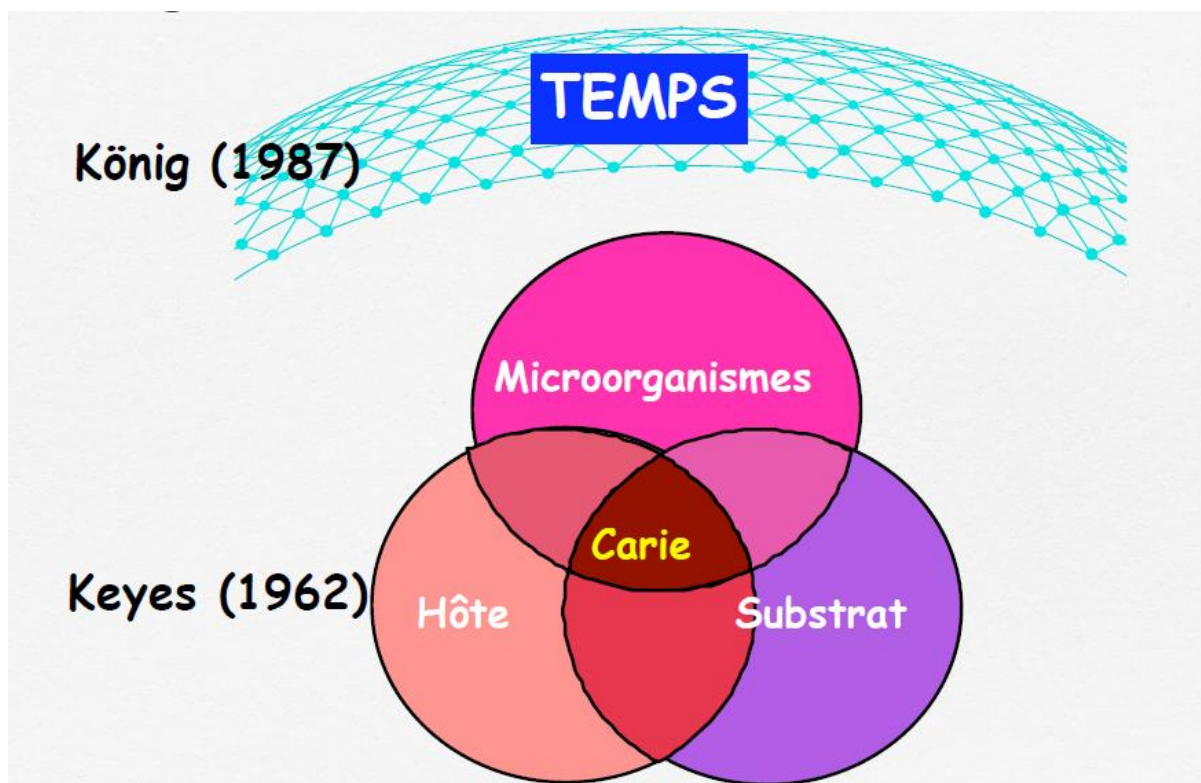 TEMPS
König (1987)
Microorganismes
Carie
Keyes (1962)
Hôte
Substrat